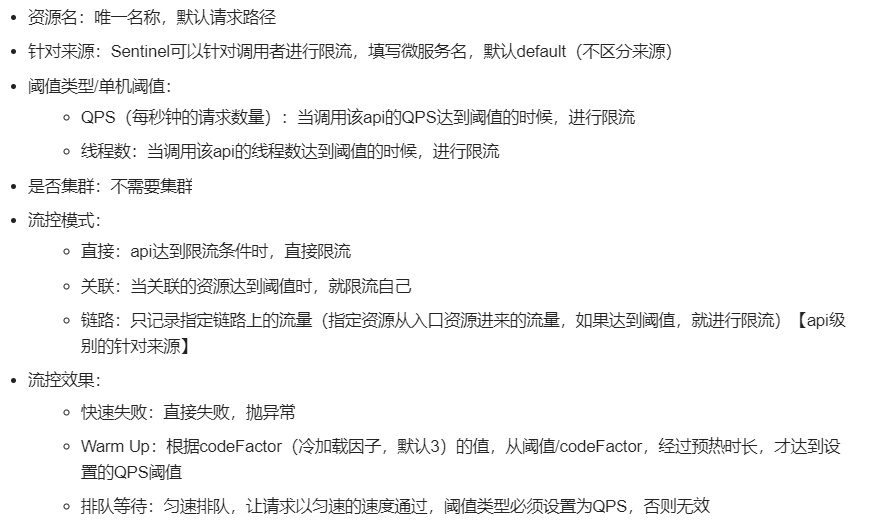 资源名：唯一名称，默认请求路径
针对来源：Sentinel可以针对调用者进行限流，填写微服务名，默认default（不区分来源）
阈值类型/单机阈值：
QPS（每秒钟的请求数量）：当调用该api的QPS达到阈值的时候，进行限流
线程数：当调用该api的线程数达到阈值的时候，进行限流
是否集群：不需要集群
流控模式：
直接：api达到限流条件时，直接限流
关联：当关联的资源达到阈值时，就限流自己
链路：只记录指定链路上的流量（指定资源从入口资源进来的流量，如果达到阈值，就进行限流）【api级
别的针对来源】
流控效果：
快速失败：直接失败，抛异常
Warm Up：根据codeFactor（冷加载因子，默认3）的值，从阈值/codeFactor，经过预热时长，才达到设
置的QPS阈值
排队等待：匀速排队，让请求以匀速的速度通过，阈值类型必须设置为QPS，否则无效